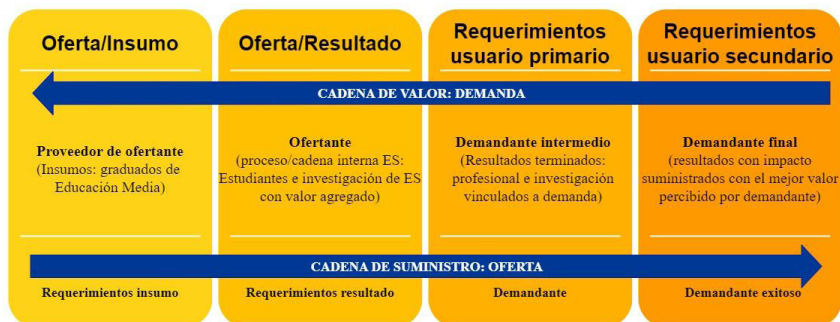 Oferta/Insumo
Oferta/Resultado
Requerimientos
usuario primario
Requerimientos
usuario secundario
CADENA DE VALOR: DEMANDA
Proveedor de ofertante
(Insumos: graduados de
Educación Media)
Ofertante
(proceso/cadena interna ES:
Estudiantes e investigación de ES
con valor agregado)
Demandante intermedio
(Resultados terminados:
profesional e investigación
vinculados a demanda)
Demandante final
(resultados con impacto
suministrados con el mejor valor
percibido por demandante)
CADENA DE SUMINISTRO: OFERTA
Requerimientos insumo
Requerimientos resultado
Demandante
Demandante exitoso